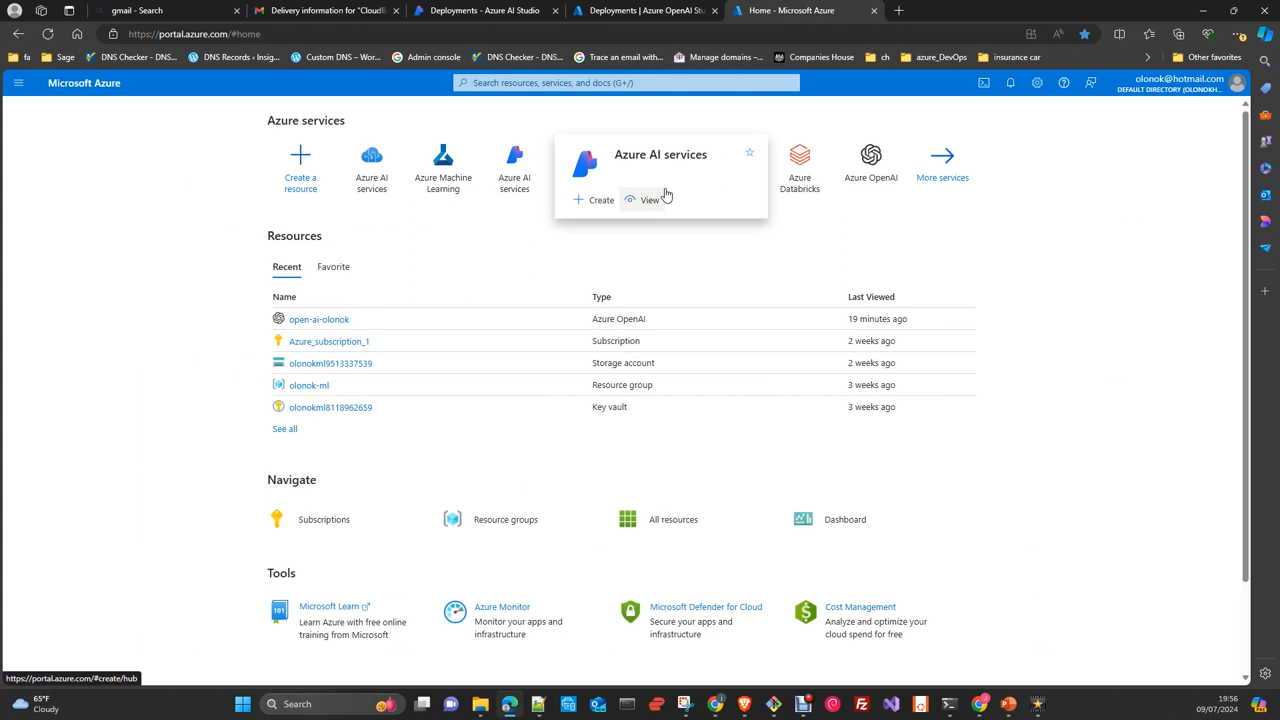 gmail - Search
Delivery information for "CloudE
Deployments - Azure AI Studio
Deployments | Azure OpenAI Stu
Home - Microsoft Azure
https://portal.azure.com/#home
fa
Sage
DNS Checker - DNS...
DNS Records ‹ Insig...
Custom DNS – Wor...
Admin console
DNS Checker - DNS...
Trace an email with...
Manage domains –...
Companies House
ch
azure_DevOps
insurance car
Other favorites
Microsoft Azure
Search resources, services, and docs (G+/)
olonok@hotmail.com
DEFAULT DIRECTORY (OLONOKH...
Azure services
Create a
resource
Azure AI
services
Azure Machine
Learning
Azure AI
services
Azure AI services
Create
View
Azure
Databricks
Azure OpenAI
More services
Resources
Recent
Favorite
Name
Type
Last Viewed
open-ai-olonok
Azure OpenAI
19 minutes ago
Azure_subscription_1
Subscription
2 weeks ago
olonokml9513337539
Storage account
2 weeks ago
olonok-ml
Resource group
3 weeks ago
olonokml8118962659
Key vault
3 weeks ago
See all
Navigate
Subscriptions
Resource groups
All resources
Dashboard
Tools
101
Microsoft Learn
Learn Azure with free online
training from Microsoft
Azure Monitor
Monitor your apps and
infrastructure
Microsoft Defender for Cloud
Secure your apps and
infrastructure
Cost Management
Analyze and optimize your
cloud spend for free
https://portal.azure.com/#create/hub
65°F
Cloudy
Search
19:56
09/07/2024